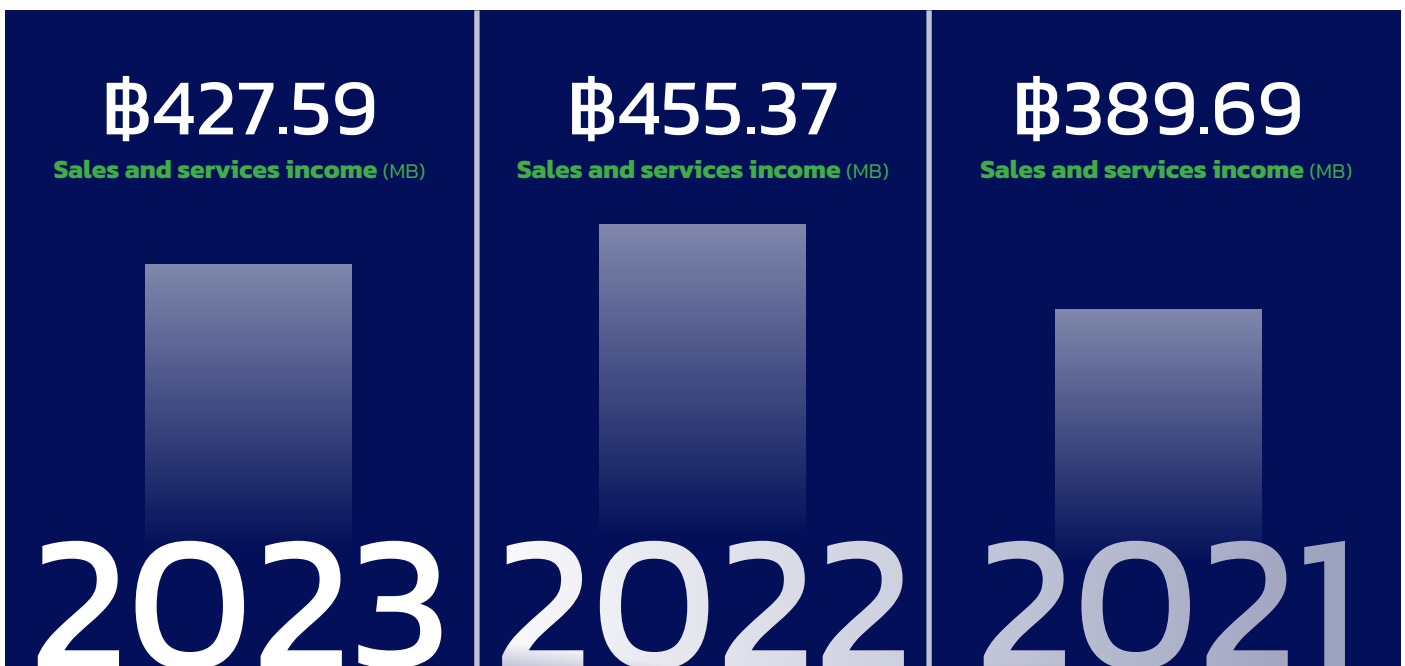 ฿427.59
Sales and services income (MB)
2023
฿455.37
Sales and services income (MB)
2022
฿389.69
Sales and services income (MB)
2021